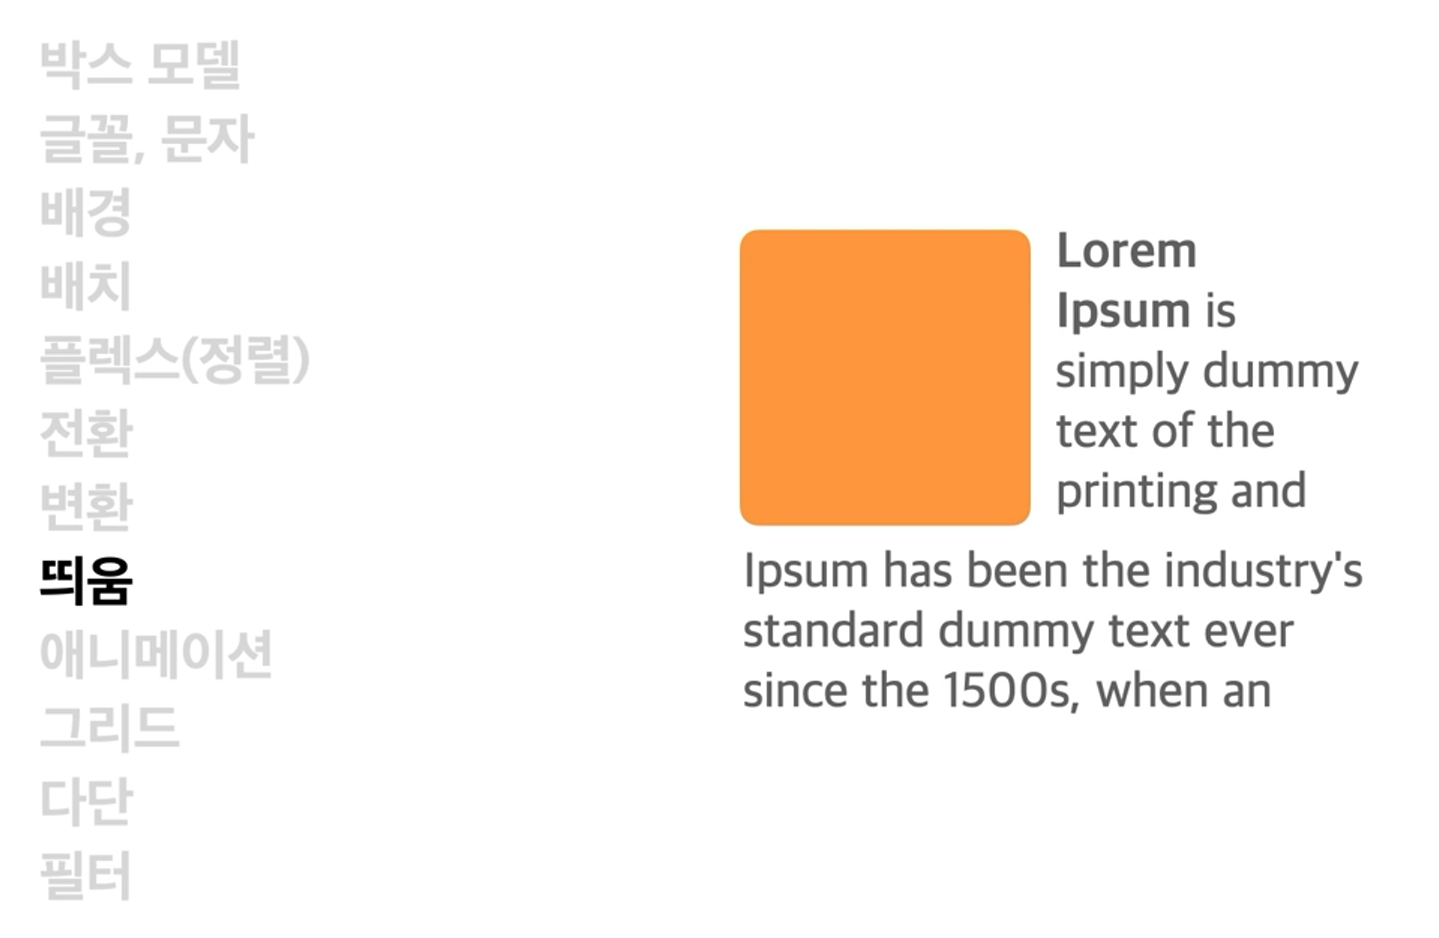 박스 모델
글꼴, 문자
배경
배치
플렉스(정렬)
전환
변환
띄움
애니메이션
그리드
다단
필터
Lorem
Ipsum is
simply dummy
text of the
printing and
Ipsum has been the industry's
standard dummy text ever
since the 1500s, when an